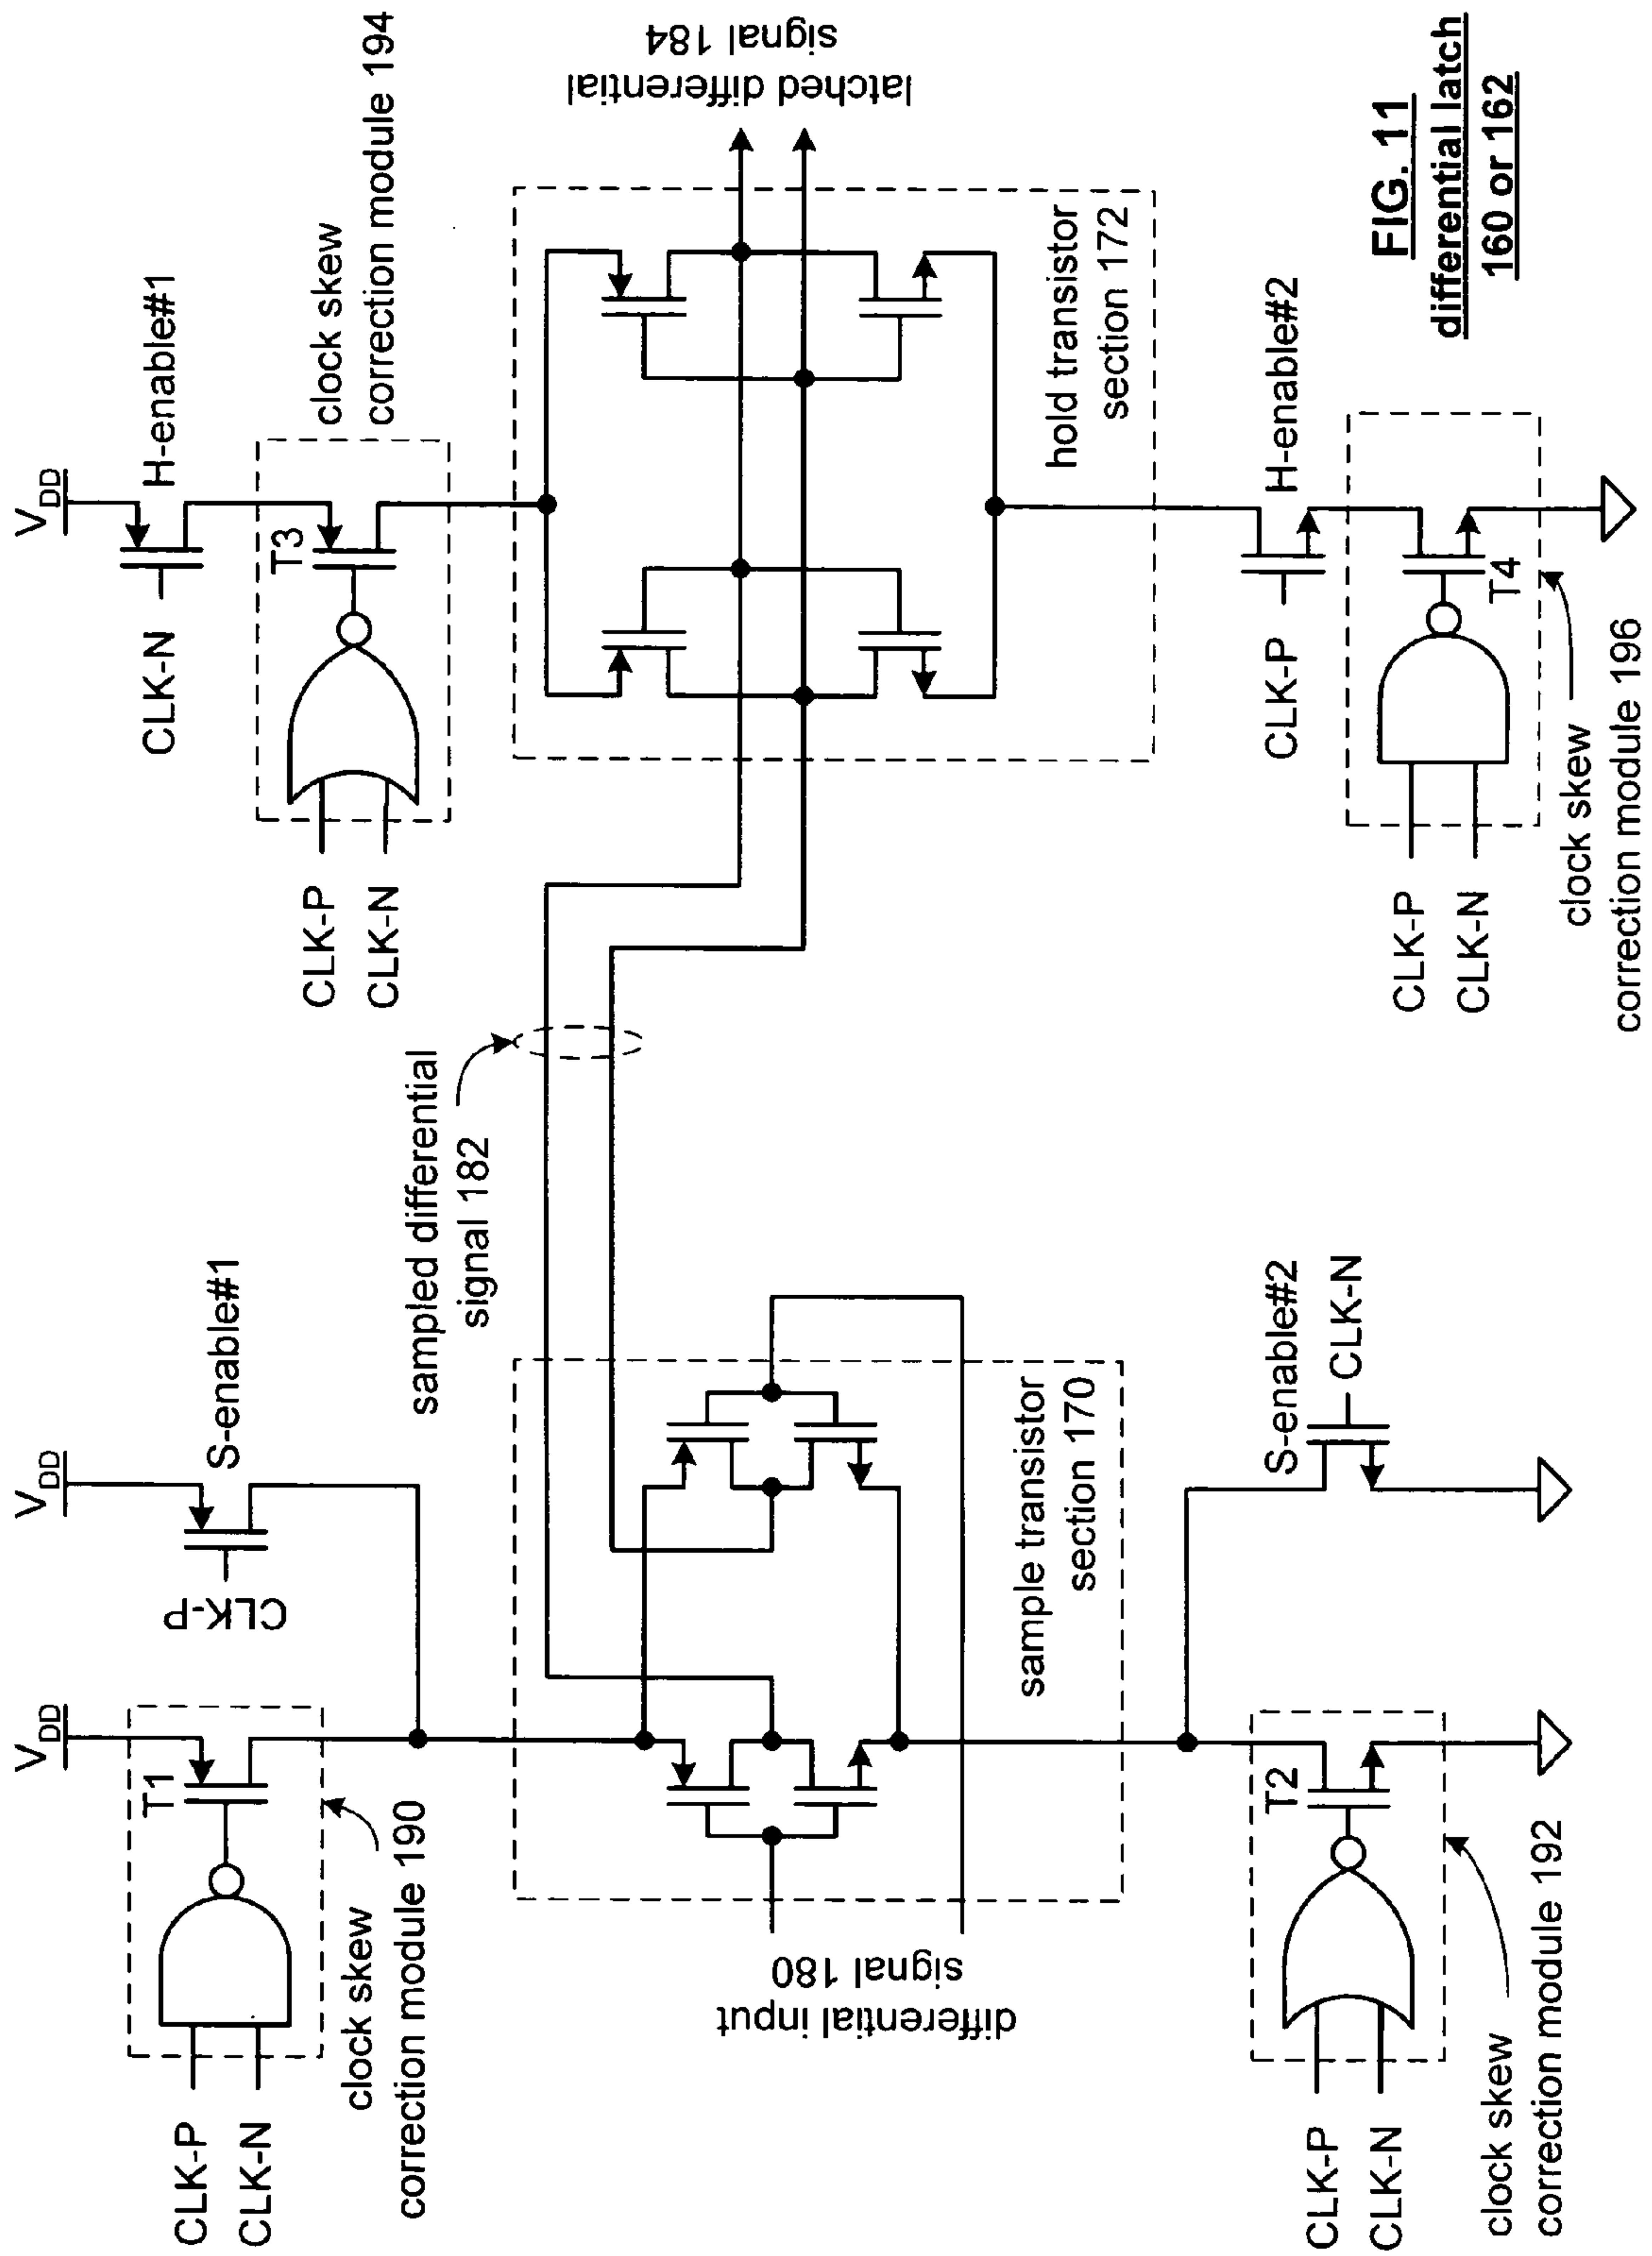 V_DD
CLK-P
CLK-N
T1
clock skew
correction module 190
V_DD
S-enable#1
CLK-P
sampled differential
signal 182
V_DD
H-enable#1
CLK-N
CLK-P
CLK-N
T3
clock skew
correction module 194
differential input
signal 180
sample transistor
section 170
latched differential
signal 184
hold transistor
section 172
CLK-P
CLK-N
T2
clock skew
correction module 192
S-enable#2
CLK-N
H-enable#2
CLK-P
CLK-P
CLK-N
T4
clock skew
correction module 196
FIG. 11
differential latch
160 or 162